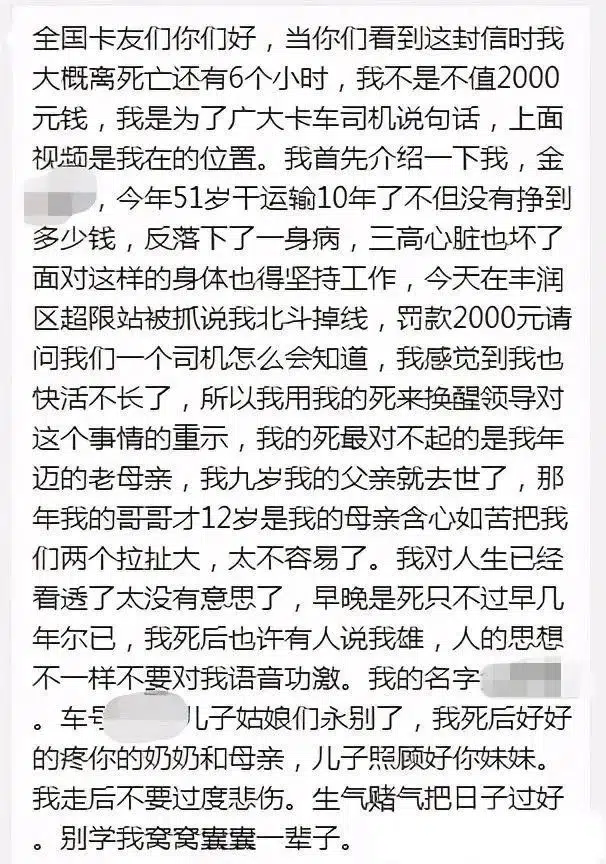 全国卡友们你们好，当你们看到这封信时我
大概离死亡还有6个小时，我不是不值2000
元钱，我是为了广大卡车司机说句话，上面
视频是我在的位置。我首先介绍一下我，金
，今年51岁干运输10年了不但没有挣到
多少钱，反落下了一身病，三高心脏也坏了
面对这样的身体也得坚持工作，今天在丰润
区超限站被抓说我北斗掉线，罚款2000元请
问我们一个司机怎么会知道，我感觉到我也
快活不长了，所以我用我的死来换醒领导对
这个事情的重示，我的死最对不起的是我年
迈的老母亲，我九岁我的父亲就去世了，那
年我的哥哥才12岁是我的母亲含心如苦把我
们两个拉扯大，太不容易了。我对人生已经
看透了太没有意思了，早晚是死只不过早几
年尔已，我死后也许有人说我雄，人的思想
不一样不要对我语音功激。我的名字
。车号儿子姑娘们永别了，我死后好好
的疼你的奶奶和母亲，儿子照顾好你妹妹。
我走后不要过度悲伤。生气赌气把日子过好
。别学我窝窝囊囊一辈子。